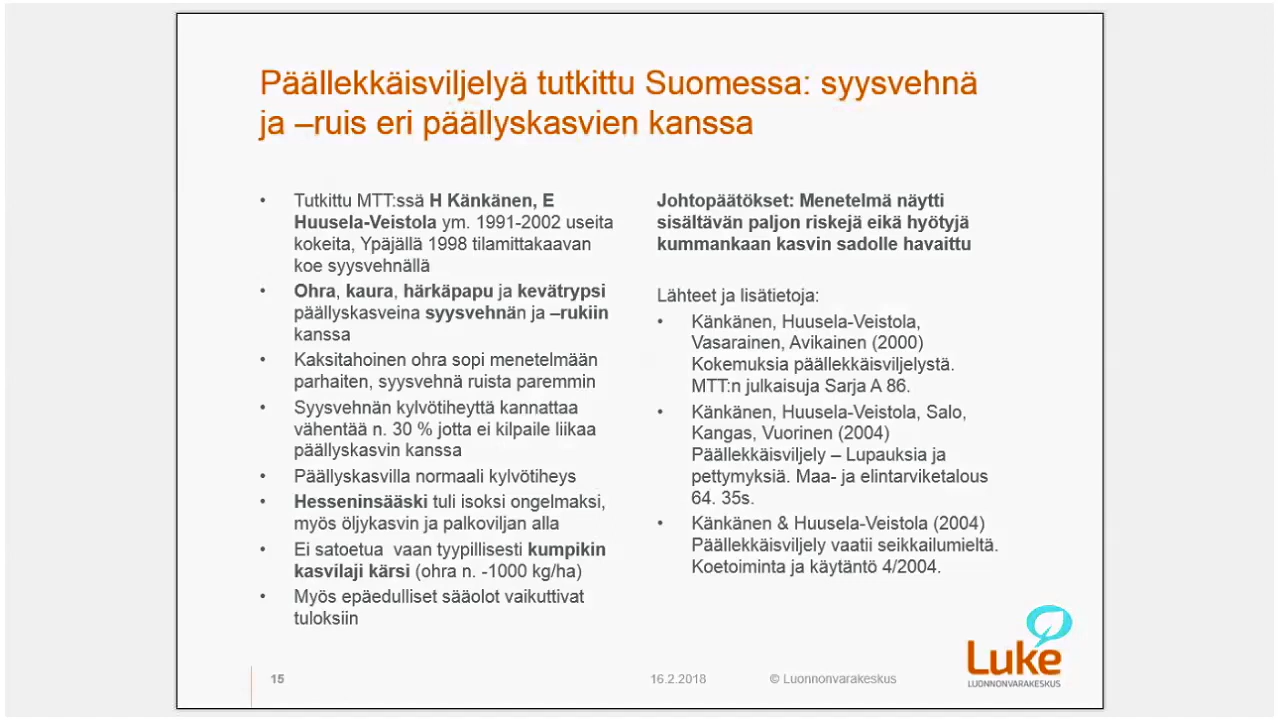 Päällekkäisviljelyä tutkittu Suomessa: syysvehnä
ja –ruis eri päällyskasvien kanssa
• Tutkittu MTT:ssä H Känkänen, E
Huusela-Veistola ym. 1991-2002 useita
kokeita, Ypäjällä 1998 tilamittakaavan
koe syysvehnällä
• Ohra, kaura, härkäpapu ja kevätrypsi
päällyskasveina syysvehnän ja –rukiin
kanssa
• Kaksitahoinen ohra sopi menetelmään
parhaiten, syysvehnä ruista paremmin
• Syysvehnän kylvötiheyttä kannattaa
vähentää n. 30 % jotta ei kilpaile liikaa
päällyskasvin kanssa
• Päällyskasvilla normaali kylvötiheys
• Hesseninsääski tuli isoksi ongelmaksi,
myös öljykasvin ja palkoviljan alla
• Ei satoetua vaan tyypillisesti kumpikin
kasvilaji kärsi (ohra n. -1000 kg/ha)
• Myös epäedulliset sääolot vaikuttivat
tuloksiin
Johtopäätökset: Menetelmä näytti
sisältävän paljon riskejä eikä hyötyjä
kummankaan kasvin sadolle havaittu
Lähteet ja lisätietoja:
• Känkänen, Huusela-Veistola,
Vasarainen, Avikainen (2000)
Kokemuksia päällekkäisviljelystä.
MTT:n julkaisuja Sarja A 86.
• Känkänen, Huusela-Veistola, Salo,
Kangas, Vuorinen (2004)
Päällekkäisviljely – Lupauksia ja
pettymyksiä. Maa- ja elintarviketalous
64. 35s.
• Känkänen & Huusela-Veistola (2004)
Päällekkäisviljely vaatii seikkailumieltä.
Koetoiminta ja käytäntö 4/2004.
15
16.2.2018
© Luonnonvarakeskus
Luke
LUONNONVARAKESKUS